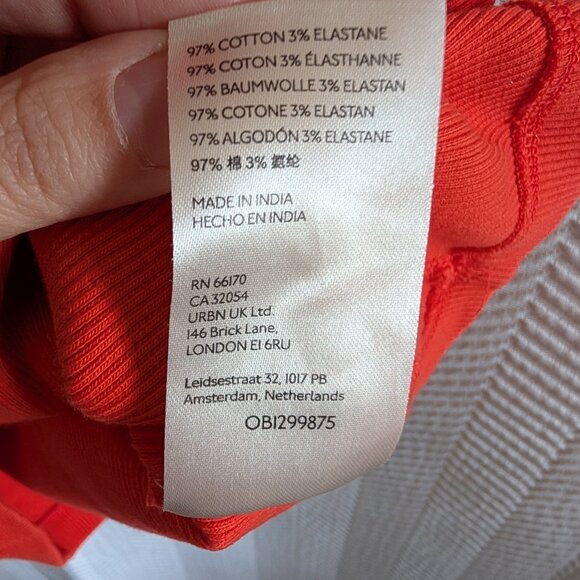 97% COTTON 3% ELASTANE
97% COTON 3% ÉLASTHANNE
97% BAUMWOLLE 3% ELASTAN
97% COTONE 3% ELASTAN
97% ALGODÓN 3% ELASTANE
97% 棉 3% 氨纶
MADE IN INDIA
HECHO EN INDIA
RN 66170
CA 32054
URBN UK Ltd.
146 Brick Lane,
LONDON E1 6RU
Leidsestraat 32, 1017 PB
Amsterdam, Netherlands
OB1299875